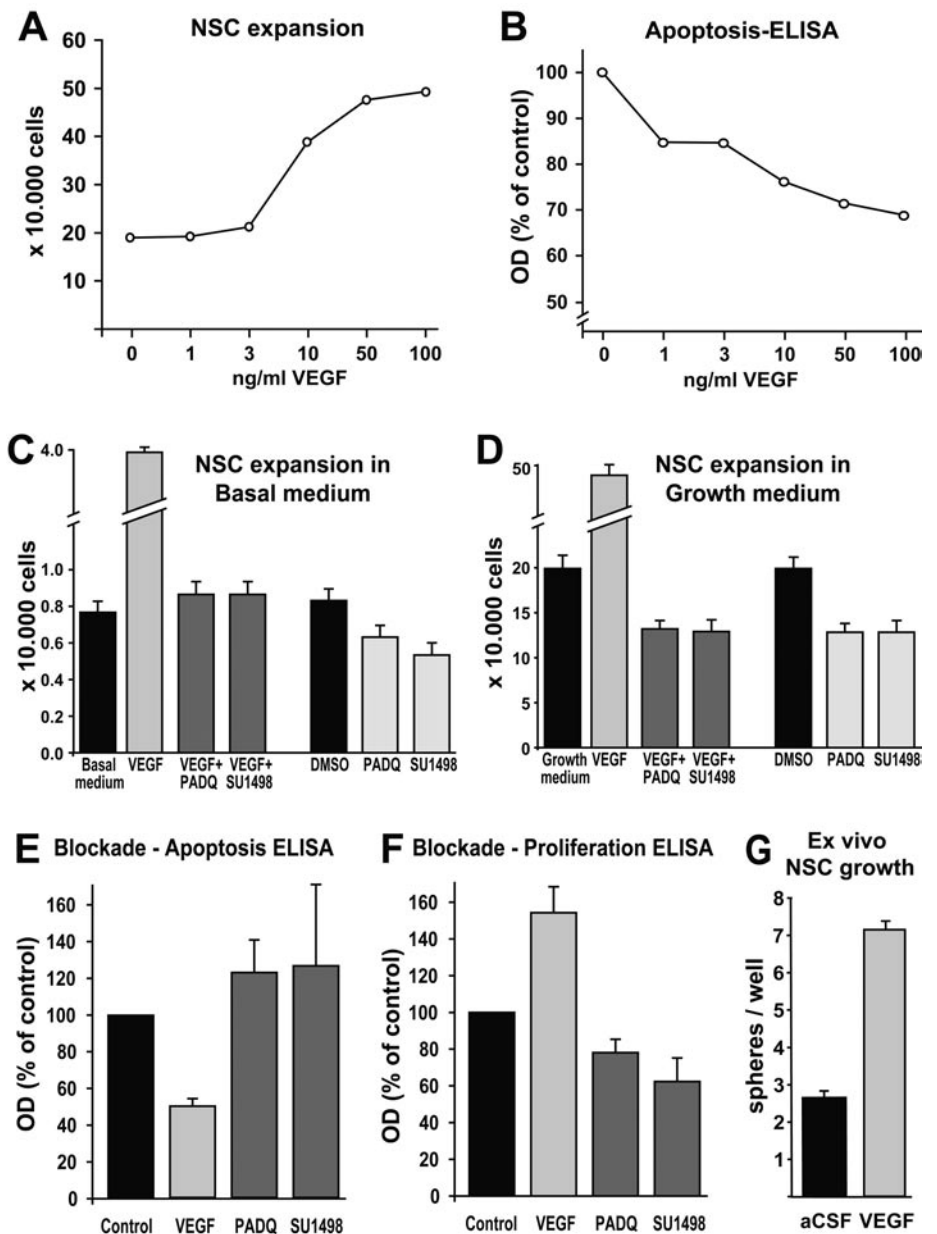 A
NSC expansion
60
50
40
30
20
10
x 10.000 cells
0 1 3 10 50 100
ng/ml VEGF
B
Apoptosis-ELISA
100
90
80
70
60
50
OD (% of control)
0 1 3 10 50 100
ng/ml VEGF
C
NSC expansion in
Basal medium
4.0
1.0
0.8
0.6
0.4
0.2
0.0
x 10.000 cells
Basal medium
VEGF
VEGF+
PADQ
VEGF+
SU1498
DMSO
PADQ
SU1498
D
NSC expansion in
Growth medium
50
20
15
10
5
0
x 10.000 cells
Growth
medium
VEGF
VEGF+
PADQ
VEGF+
SU1498
DMSO
PADQ
SU1498
E
Blockade - Apoptosis ELISA
160
140
120
100
80
60
40
20
0
OD (% of control)
Control VEGF PADQ SU1498
F
Blockade - Proliferation ELISA
160
140
120
100
80
60
40
20
0
OD (% of control)
Control VEGF PADQ SU1498
G
Ex vivo
NSC growth
8
7
6
5
4
3
2
1
spheres / well
aCSF VEGF